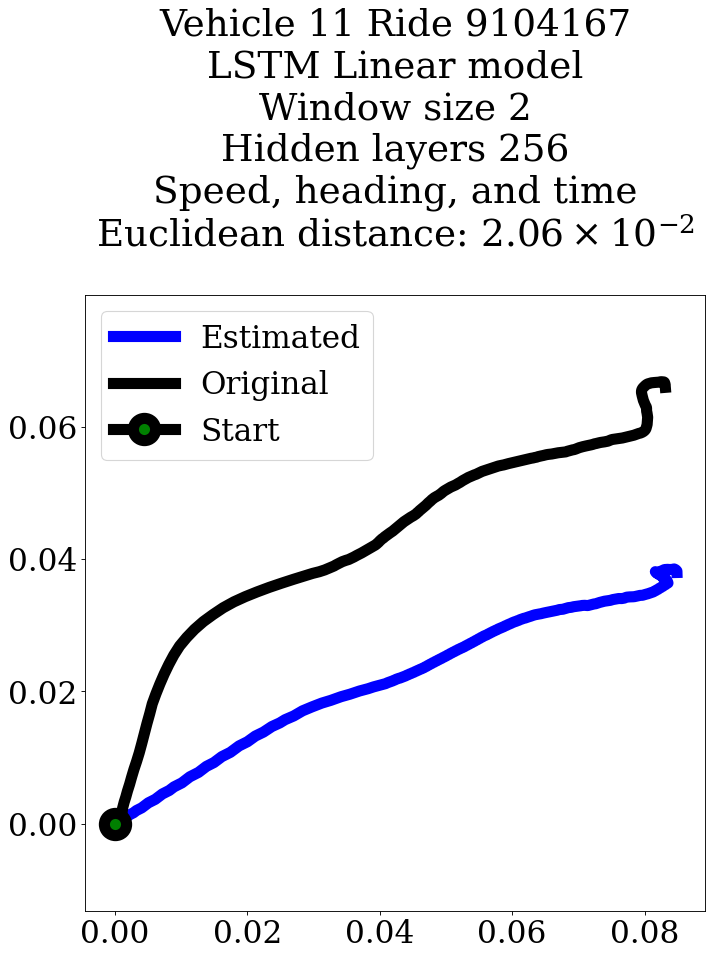 Vehicle 11 Ride 9104167
LSTM Linear model
Window size 2
Hidden layers 256
Speed, heading, and time
Euclidean distance: 2.06 × 10⁻²
Estimated
Original
Start
0.06
0.04
0.02
0.00
0.00 0.02 0.04 0.06 0.08